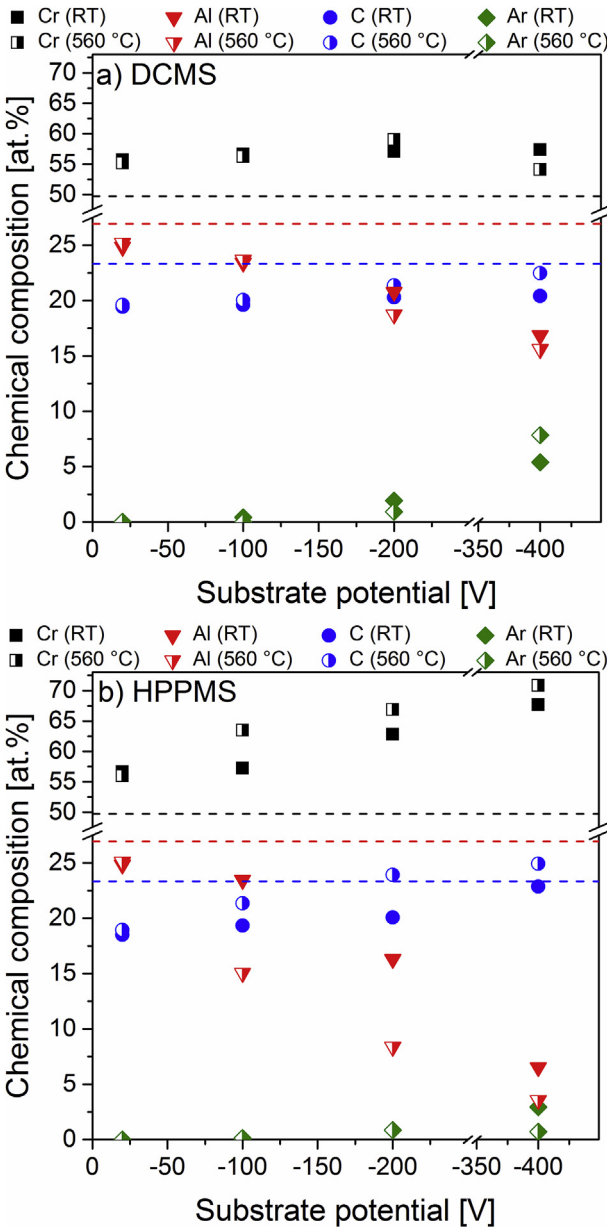 Cr (RT) Al (RT) C (RT) Ar (RT)
Cr (560 °C) Al (560 °C) C (560 °C) Ar (560 °C)
a) DCMS
Chemical composition [at.%]
70
65
60
55
50
25
20
15
10
5
0
0 -50 -100 -150 -200 -350 -400
Substrate potential [V]
Cr (RT) Al (RT) C (RT) Ar (RT)
Cr (560 °C) Al (560 °C) C (560 °C) Ar (560 °C)
b) HPPMS
Chemical composition [at.%]
70
65
60
55
50
25
20
15
10
5
0
0 -50 -100 -150 -200 -350 -400
Substrate potential [V]